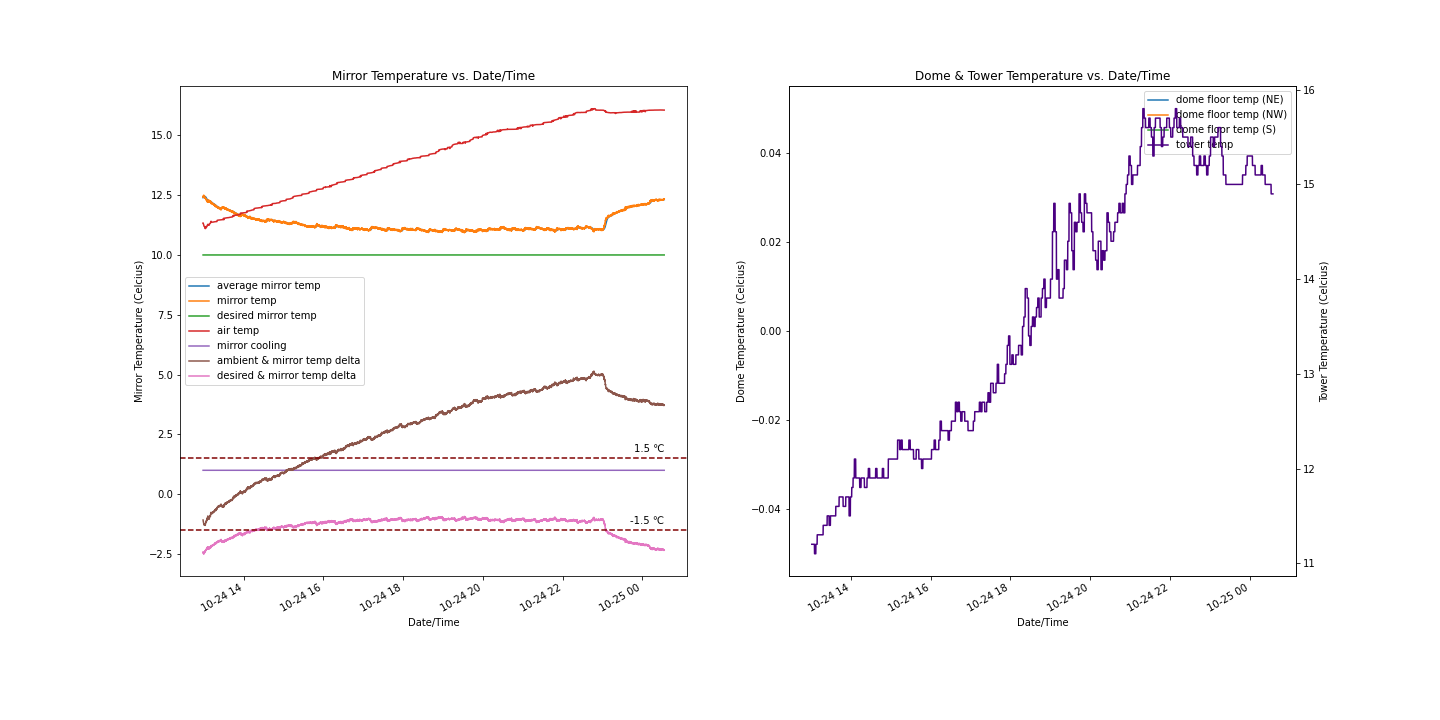 Mirror Temperature vs. Date/Time
Mirror Temperature (Celcius)
15.0
12.5
10.0
7.5
5.0
2.5
0.0
−2.5
average mirror temp
mirror temp
desired mirror temp
air temp
mirror cooling
ambient & mirror temp delta
desired & mirror temp delta
1.5 °C
-1.5 °C
10-24 14
10-24 16
10-24 18
10-24 20
10-24 22
10-25 00
Date/Time
Dome & Tower Temperature vs. Date/Time
Dome Temperature (Celcius)
0.04
0.02
0.00
−0.02
−0.04
dome floor temp (NE)
dome floor temp (NW)
dome floor temp (S)
tower temp
16
15
14
13
12
11
Tower Temperature (Celcius)
10-24 14
10-24 16
10-24 18
10-24 20
10-24 22
10-25 00
Date/Time